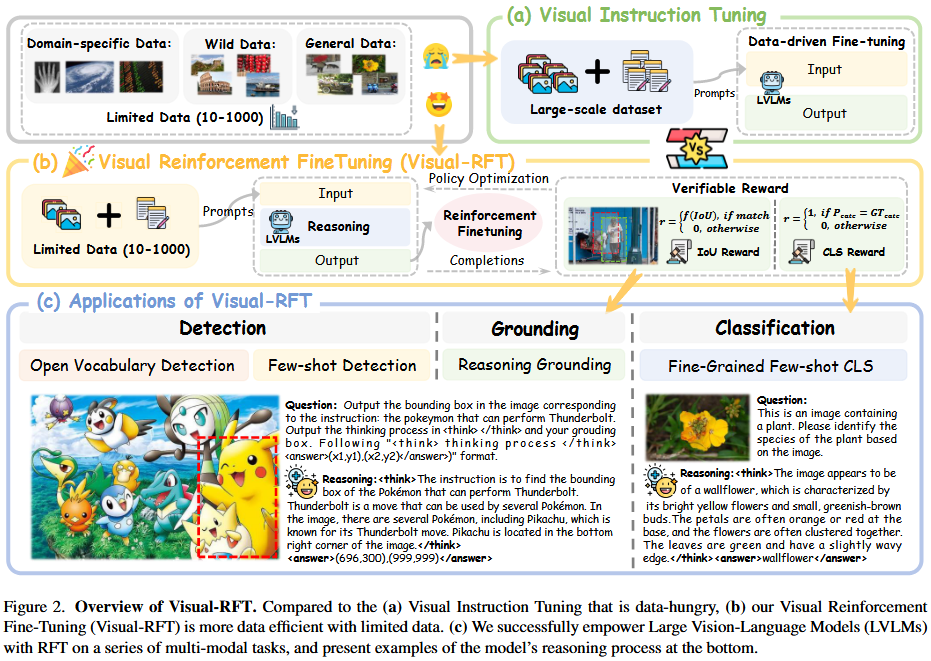 (a) Visual Instruction Tuning
Domain-specific Data:
Wild Data:
General Data:
Limited Data (10-1000)
Large-scale dataset
Prompts
Data-driven Fine-tuning
Input
LVLMs
Output
VS
(b) Visual Reinforcement FineTuning (Visual-RFT)
Limited Data (10-1000)
Prompts
Input
LVLMs
Reasoning
Output
Policy Optimization
Reinforcement
Finetuning
Completions
Verifiable Reward
r = {f(IoU), if match
0, otherwise
IoU Reward
r = {1, if P_cate = GT_cate
0, otherwise
CLS Reward
(c) Applications of Visual-RFT
Detection
Grounding
Classification
Open Vocabulary Detection
Few-shot Detection
Reasoning Grounding
Fine-Grained Few-shot CLS
Question: Output the bounding box in the image corresponding
to the instruction: the pokeymon that can perform Thunderbolt.
Output the thinking process in <think> </think> and your grouding
box. Following "<think> thinking process </think>
<answer>(x1,y1),(x2,y2)</answer>)" format.
Reasoning: <think>The instruction is to find the bounding
box of the Pokémon that can perform Thunderbolt.
Thunderbolt is a move that can be used by several Pokémon. In
the image, there are several Pokémon, including Pikachu, which is
known for its Thunderbolt move. Pikachu is located in the bottom
right corner of the image.</think>
<answer>(696,300),(999,999)</answer>
Question:
This is an image containing
a plant. Please identify the
species of the plant based
on the image.
Reasoning: <think>The image appears to be
of a wallflower, which is characterized by
its bright yellow flowers and small, greenish-brown
buds.The petals are often orange or red at the
base, and the flowers are often clustered together.
The leaves are green and have a slightly wavy
edge.</think><answer>wallflower</answer>
Figure 2. Overview of Visual-RFT. Compared to the (a) Visual Instruction Tuning that is data-hungry, (b) our Visual Reinforcement
Fine-Tuning (Visual-RFT) is more data efficient with limited data. (c) We successfully empower Large Vision-Language Models (LVLMs)
with RFT on a series of multi-modal tasks, and present examples of the model's reasoning process at the bottom.